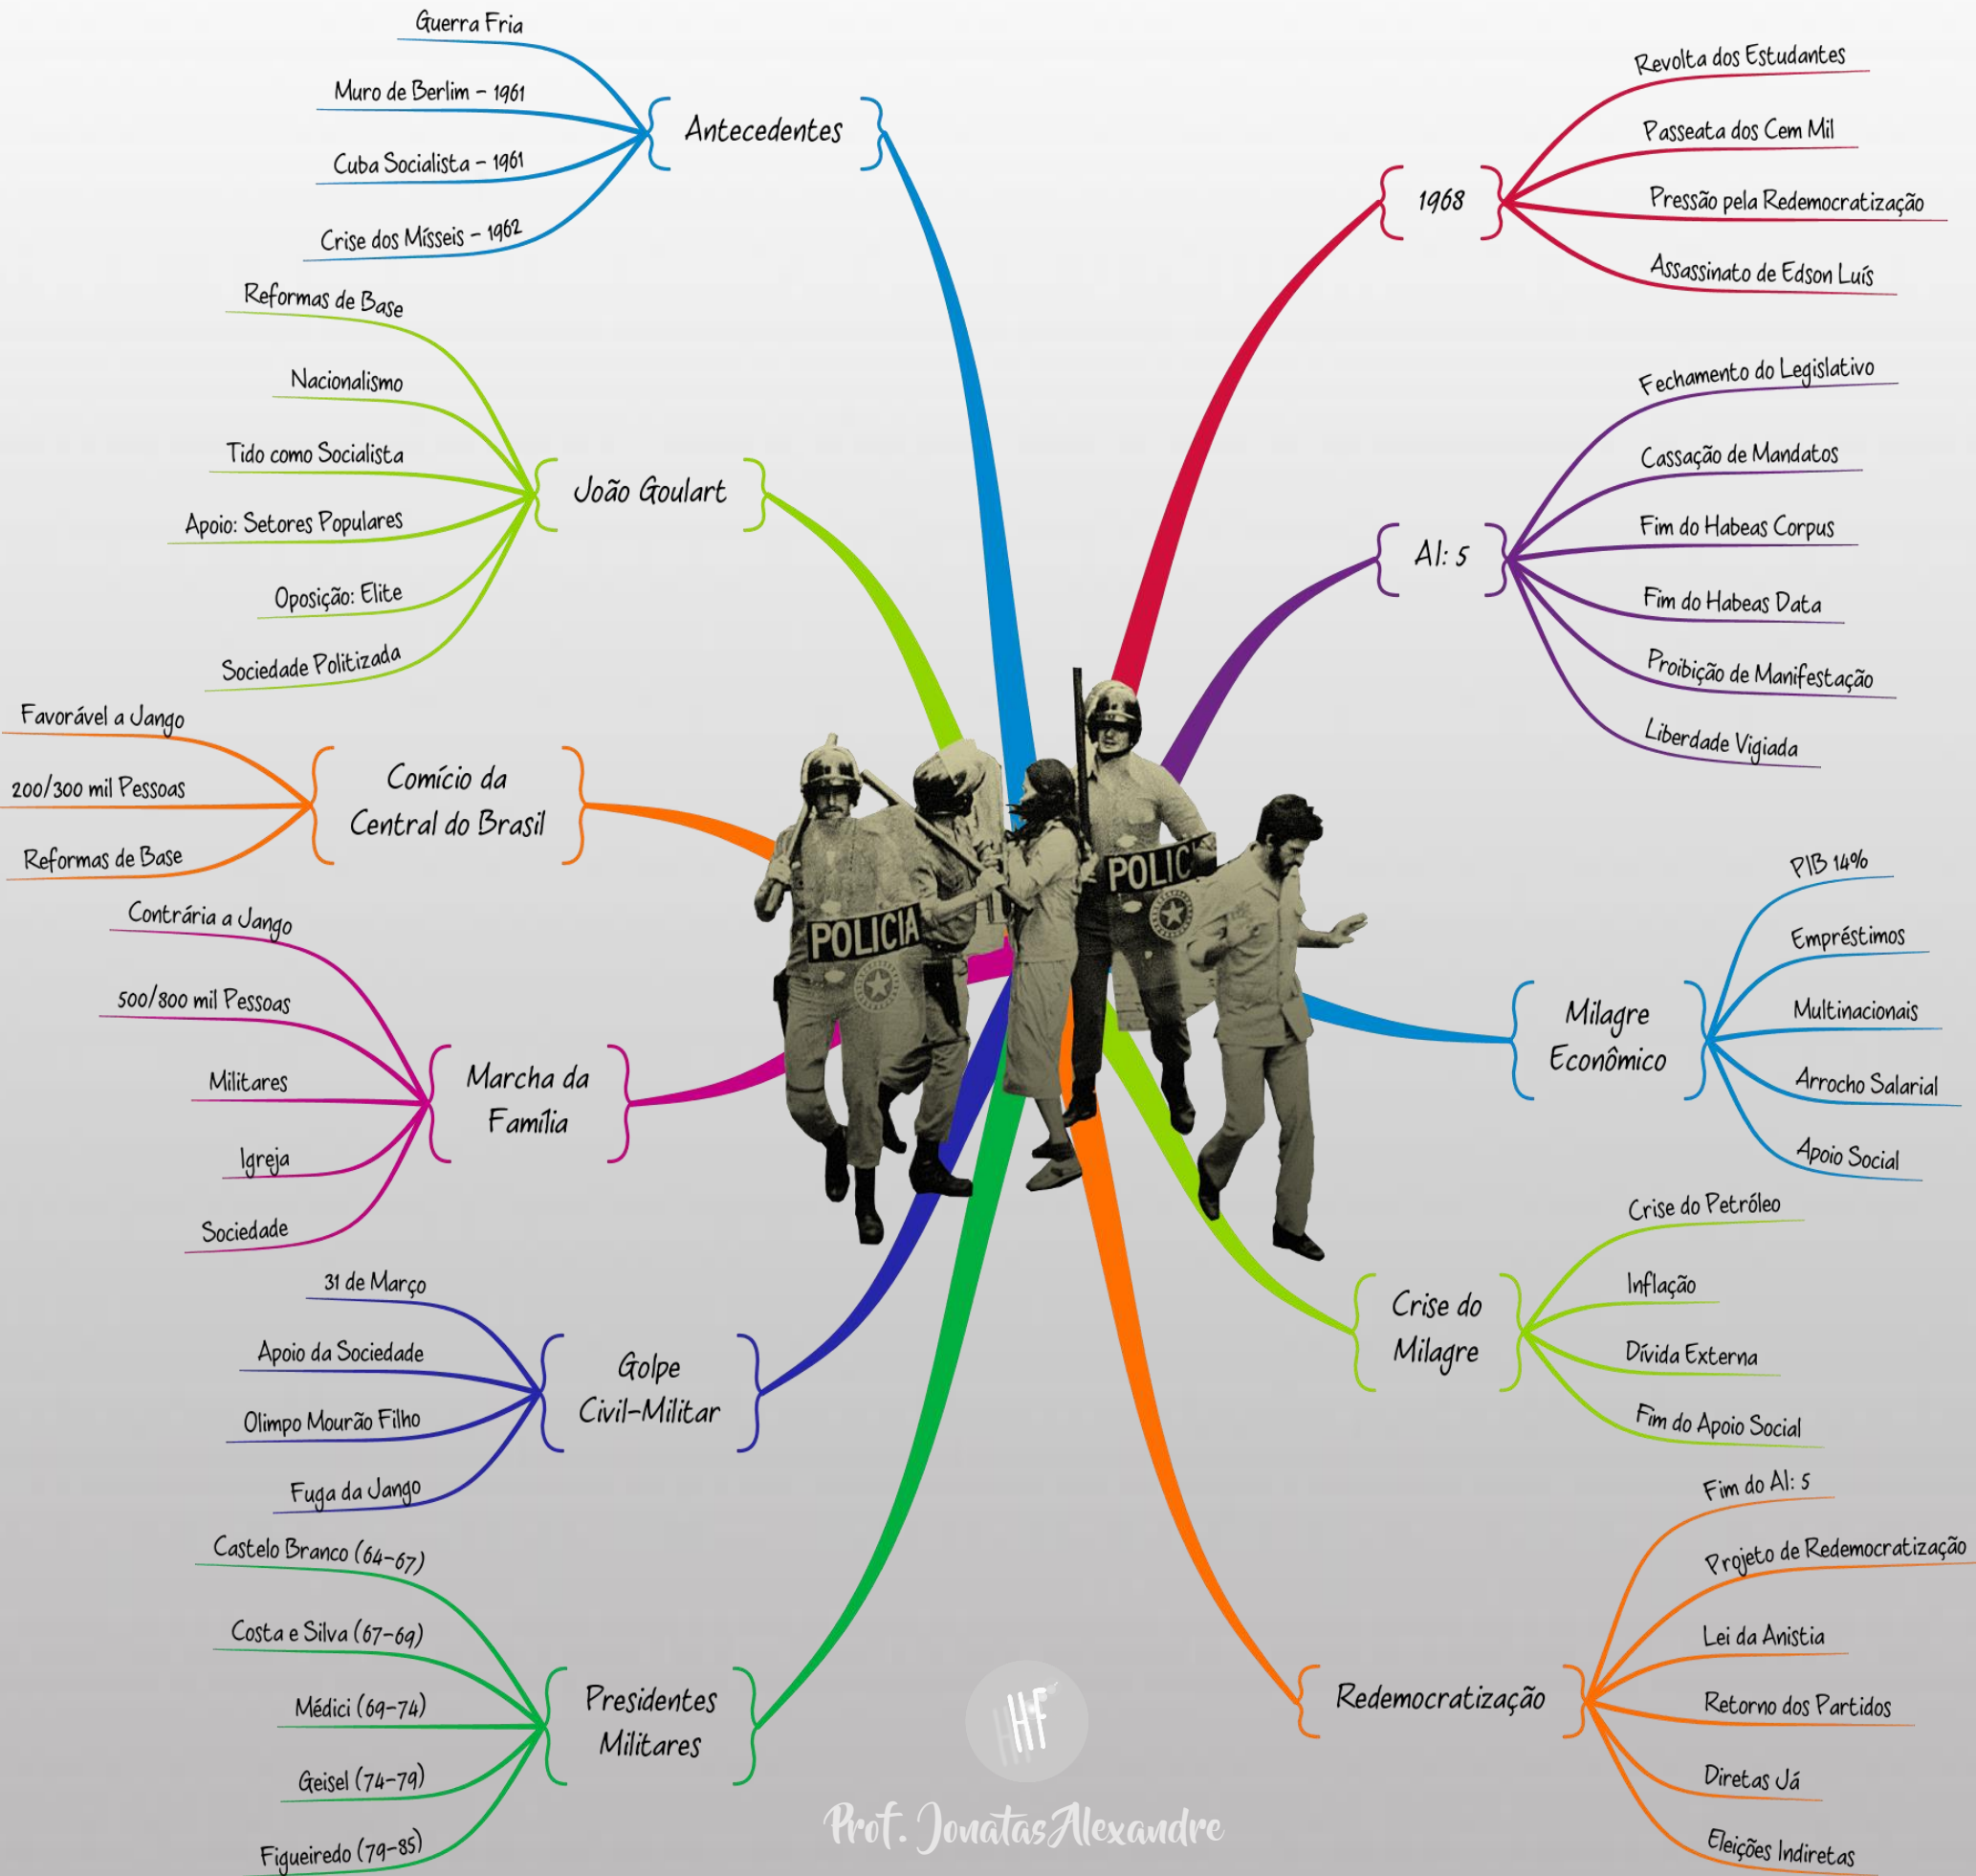 Antecedentes
Guerra Fria
Muro de Berlim - 1961
Cuba Socialista - 1961
Crise dos Mísseis - 1962
João Goulart
Reformas de Base
Nacionalismo
Tido como Socialista
Apoio: Setores Populares
Oposição: Elite
Sociedade Politizada
Comício da
Central do Brasil
Favorável a Jango
200/300 mil Pessoas
Reformas de Base
Marcha da
Família
Contrária a Jango
500/800 mil Pessoas
Militares
Igreja
Sociedade
Golpe
Civil-Militar
31 de Março
Apoio da Sociedade
Olimpo Mourão Filho
Fuga da Jango
Presidentes
Militares
Castelo Branco (64-67)
Costa e Silva (67-69)
Médici (69-74)
Geisel (74-79)
Figueiredo (79-85)
POLICIA
POLIC
1968
Revolta dos Estudantes
Passeata dos Cem Mil
Pressão pela Redemocratização
Assassinato de Edson Luís
AI: 5
Fechamento do Legislativo
Cassação de Mandatos
Fim do Habeas Corpus
Fim do Habeas Data
Proibição de Manifestação
Liberdade Vigiada
Milagre
Econômico
PIB 14%
Empréstimos
Multinacionais
Arrocho Salarial
Apoio Social
Crise do
Milagre
Crise do Petróleo
Inflação
Dívida Externa
Fim do Apoio Social
Redemocratização
Fim do AI: 5
Projeto de Redemocratização
Lei da Anistia
Retorno dos Partidos
Diretas Já
Eleições Indiretas
HF
Prof. Jonatas Alexandre